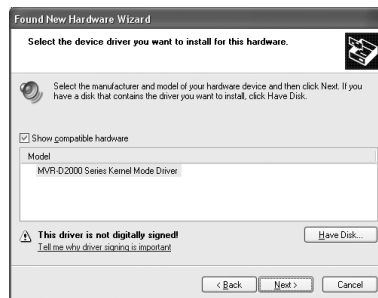 Found New Hardware Wizard
Select the device driver you want to install for this hardware.
Select the manufacturer and model of your hardware device and then click Next. If you
have a disk that contains the driver you want to install, click Have Disk.
Show compatible hardware
Model
MVR-D2000 Series Kernel Mode Driver
This driver is not digitally signed!
Tell me why driver signing is important
Have Disk...
< Back
Next >
Cancel